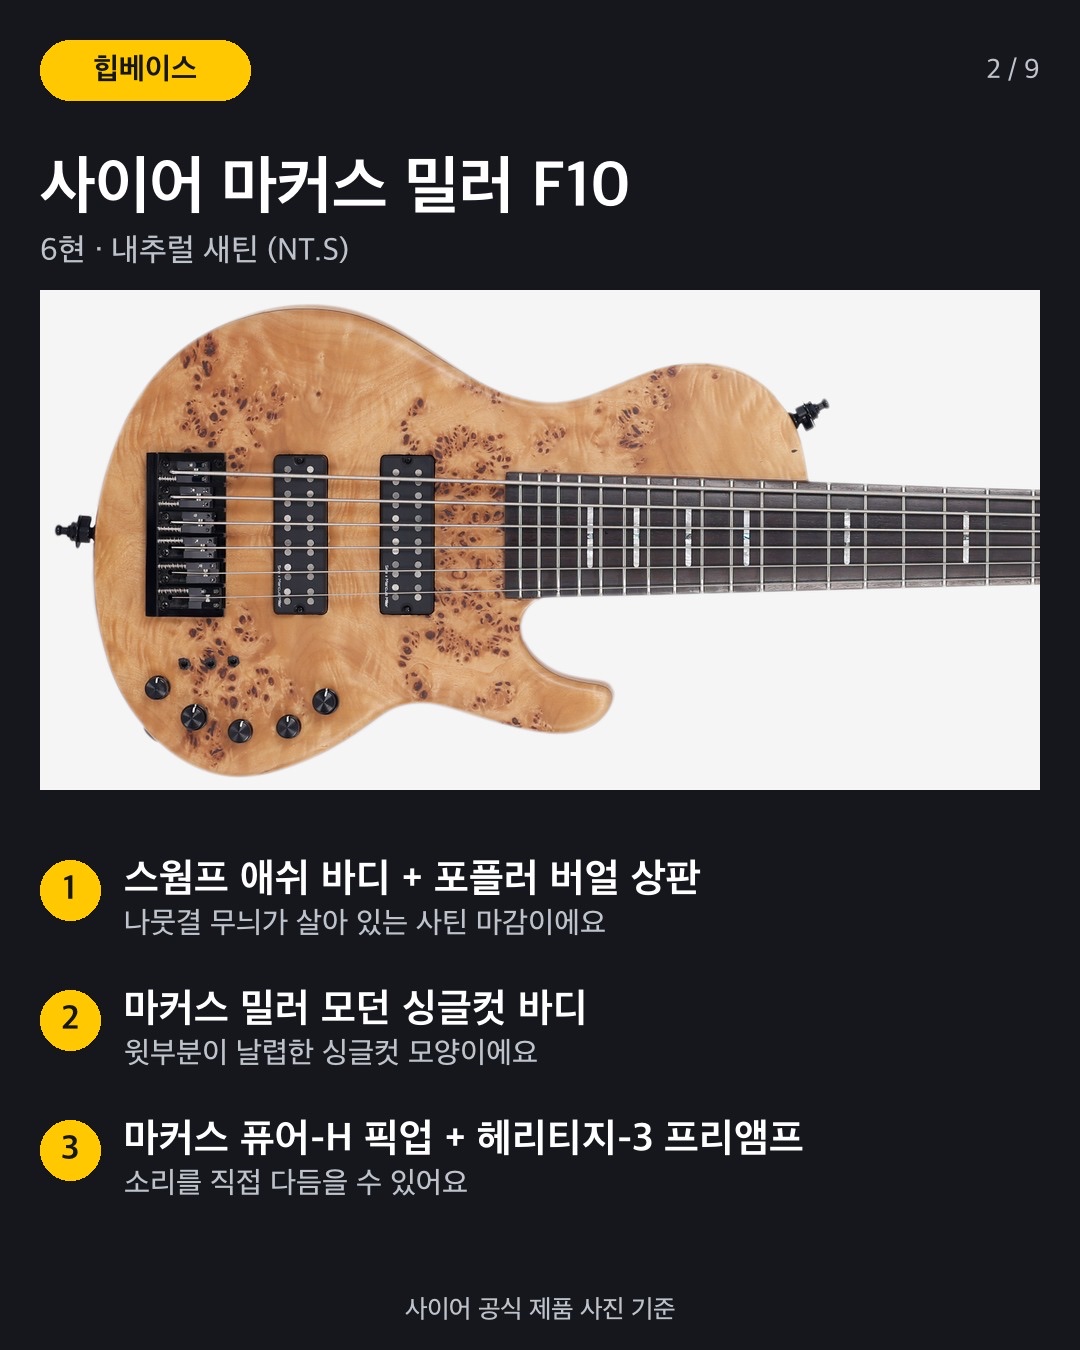 힙베이스
2 / 9
사이어 마커스 밀러 F10
6현 · 내추럴 새틴 (NT.S)
1
스웜프 애쉬 바디 + 포플러 버얼 상판
나뭇결 무늬가 살아 있는 사틴 마감이에요
2
마커스 밀러 모던 싱글컷 바디
윗부분이 날렵한 싱글컷 모양이에요
3
마커스 퓨어-H 픽업 + 헤리티지-3 프리앰프
소리를 직접 다듬을 수 있어요
사이어 공식 제품 사진 기준